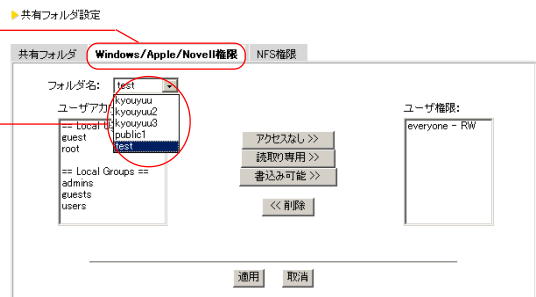 共有フォルダ設定
共有フォルダ Windows/Apple/Novell権限 NFS権限
フォルダ名: test
kyouyuu
kyouyuu2
kyouyuu3
public1
test
ユーザアカ
== Local U
guest
root
== Local Groups ==
admins
guests
users
アクセスなし >>
読取り専用 >>
書込み可能 >>
<< 削除
ユーザ権限:
everyone - RW
適用 取消